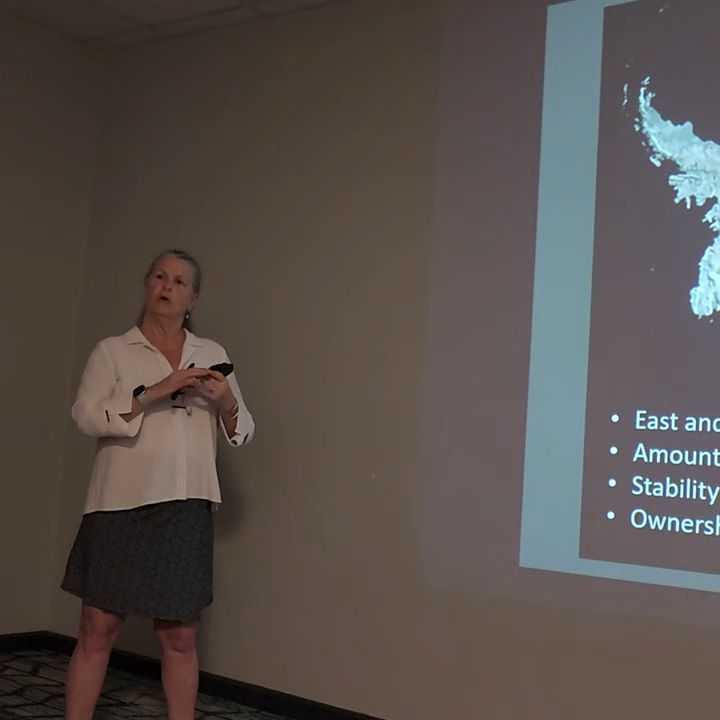 • East and
• Amount
• Stability
• Ownersh